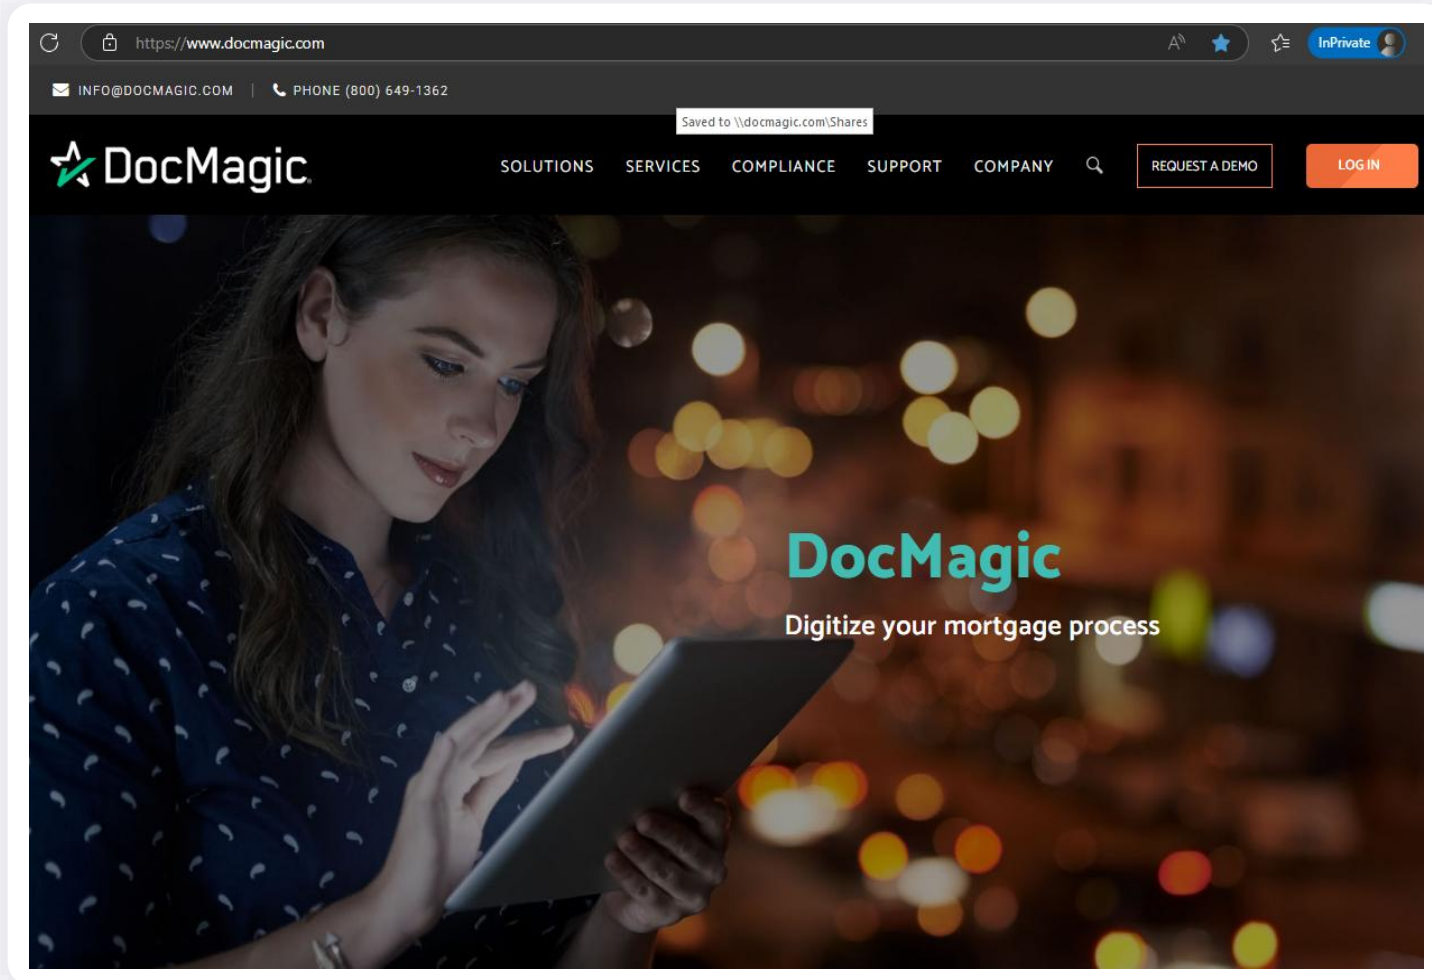 https://www.docmagic.com
InPrivate
INFO@DOCMAGIC.COM | PHONE (800) 649-1362
Saved to \\docmagic.com\Shares
DocMagic
SOLUTIONS SERVICES COMPLIANCE SUPPORT COMPANY REQUEST A DEMO LOG IN
DocMagic
Digitize your mortgage process